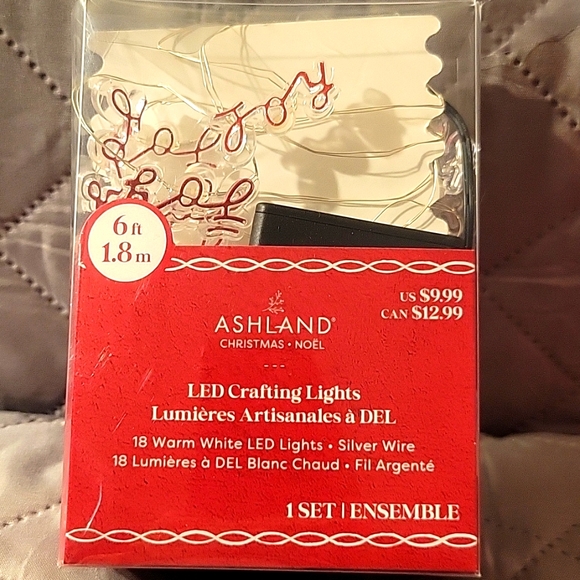 joy
6 ft
1.8 m
US $9.99
CAN $12.99
ASHLAND®
CHRISTMAS • NOËL
LED Crafting Lights
Lumières Artisanales à DEL
18 Warm White LED Lights • Silver Wire
18 Lumières à DEL Blanc Chaud • Fil Argenté
1 SET | ENSEMBLE